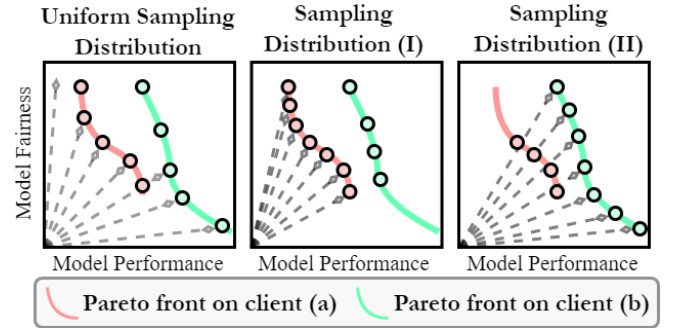 Uniform Sampling
Distribution
Sampling
Distribution (I)
Sampling
Distribution (II)
Model Fairness
Model Performance
Model Performance
Model Performance
Pareto front on client (a)
Pareto front on client (b)